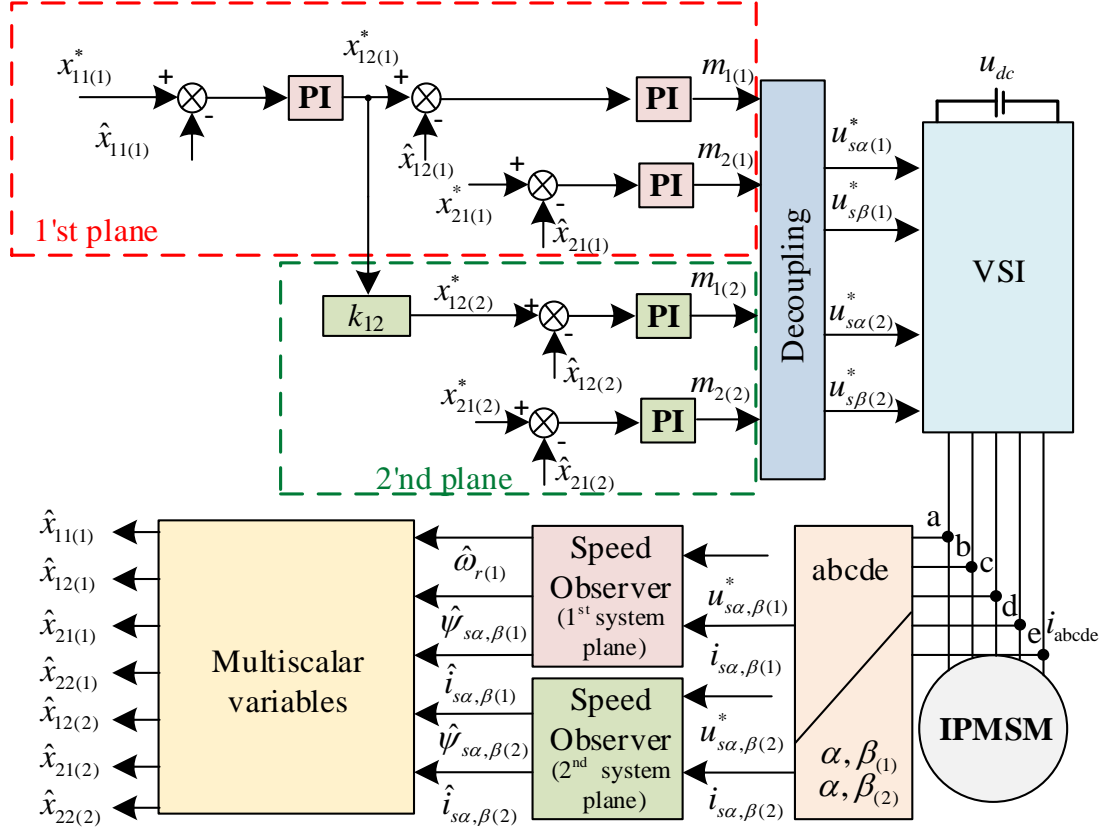 x*11(1) + - x̂11(1) PI x*12(1) + - x̂12(1) PI m1(1)
x*21(1) + - x̂21(1) PI m2(1)
1'st plane
k12 x*12(2) + - x̂12(2) PI m1(2)
x*21(2) + - x̂21(2) PI m2(2)
2'nd plane
Decoupling
u*sα(1)
u*sβ(1)
u*sα(2)
u*sβ(2)
udc
VSI
a
b
c
d
e
iabcde
IPMSM
abcde
α, β(1)
α, β(2)
u*sα,β(1)
isα,β(1)
u*sα,β(2)
isα,β(2)
Speed
Observer
(1st system
plane)
Speed
Observer
(2nd system
plane)
ω̂r(1)
ψ̂sα,β(1)
îsα,β(1)
ψ̂sα,β(2)
îsα,β(2)
Multiscalar
variables
x̂11(1)
x̂12(1)
x̂21(1)
x̂22(1)
x̂12(2)
x̂21(2)
x̂22(2)